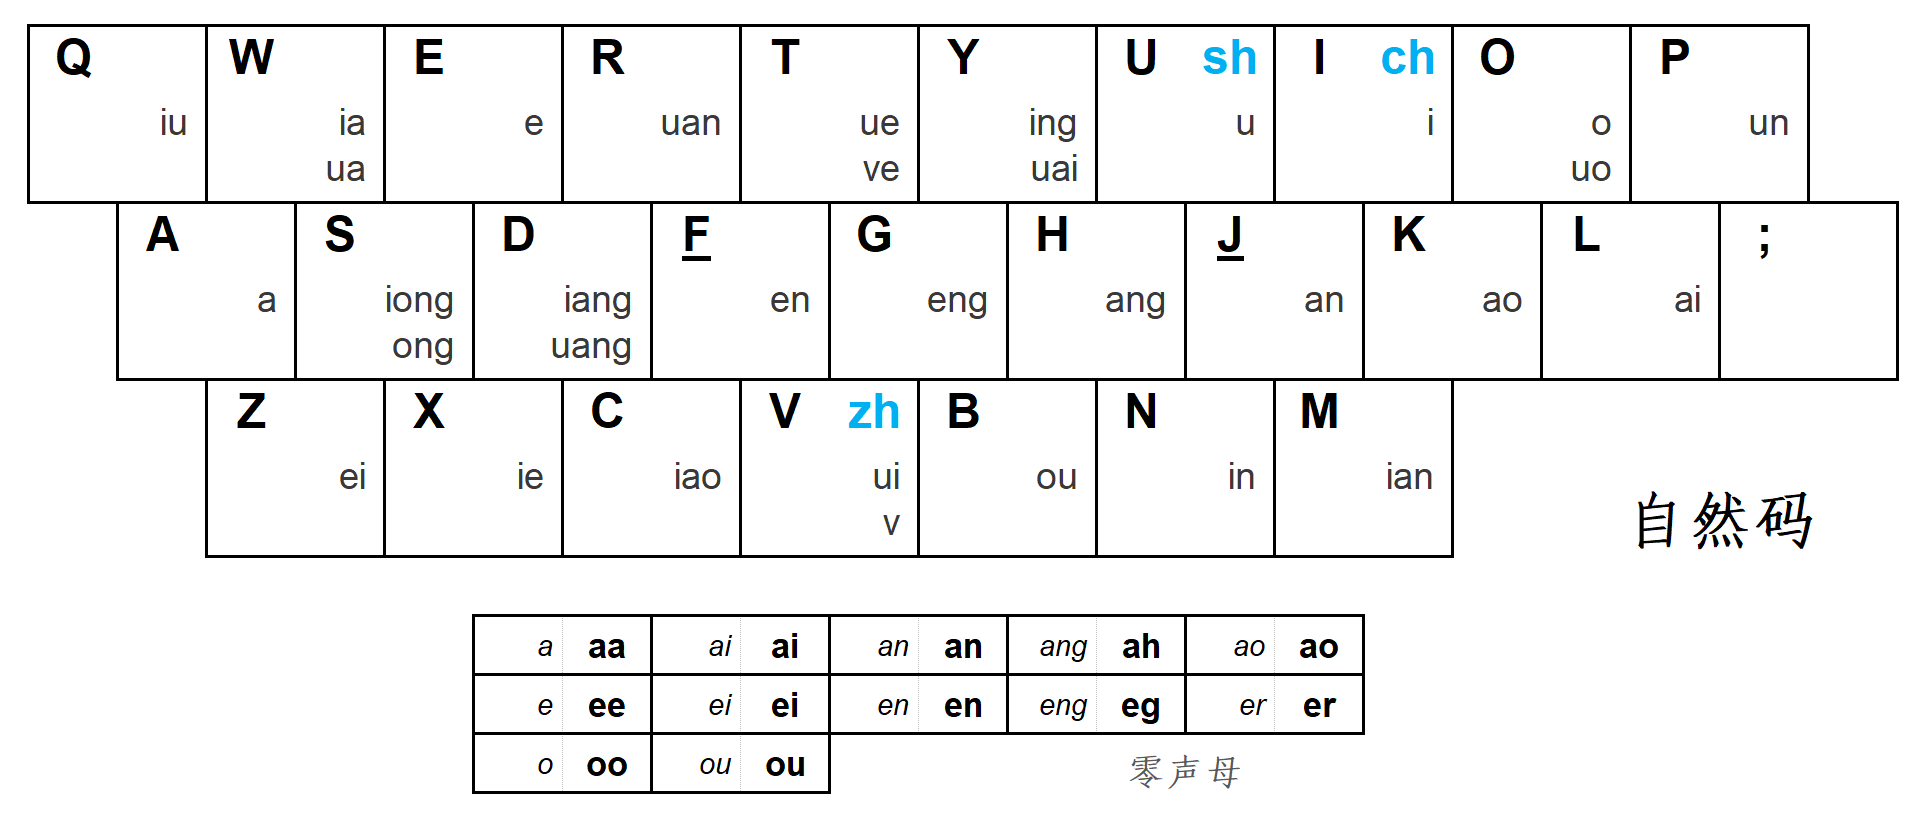 Q W E R T Y U sh I ch O P
iu ia e uan ue ing u i o un
ua ve uai uo
A S D F G H J K L ;
a iong iang en eng ang an ao ai
ong uang
Z X C V zh B N M
ei ie iao ui ou in ian
v
自然码
a aa ai ai an an ang ah ao ao
e ee ei ei en en eng eg er er
o oo ou ou
零声母